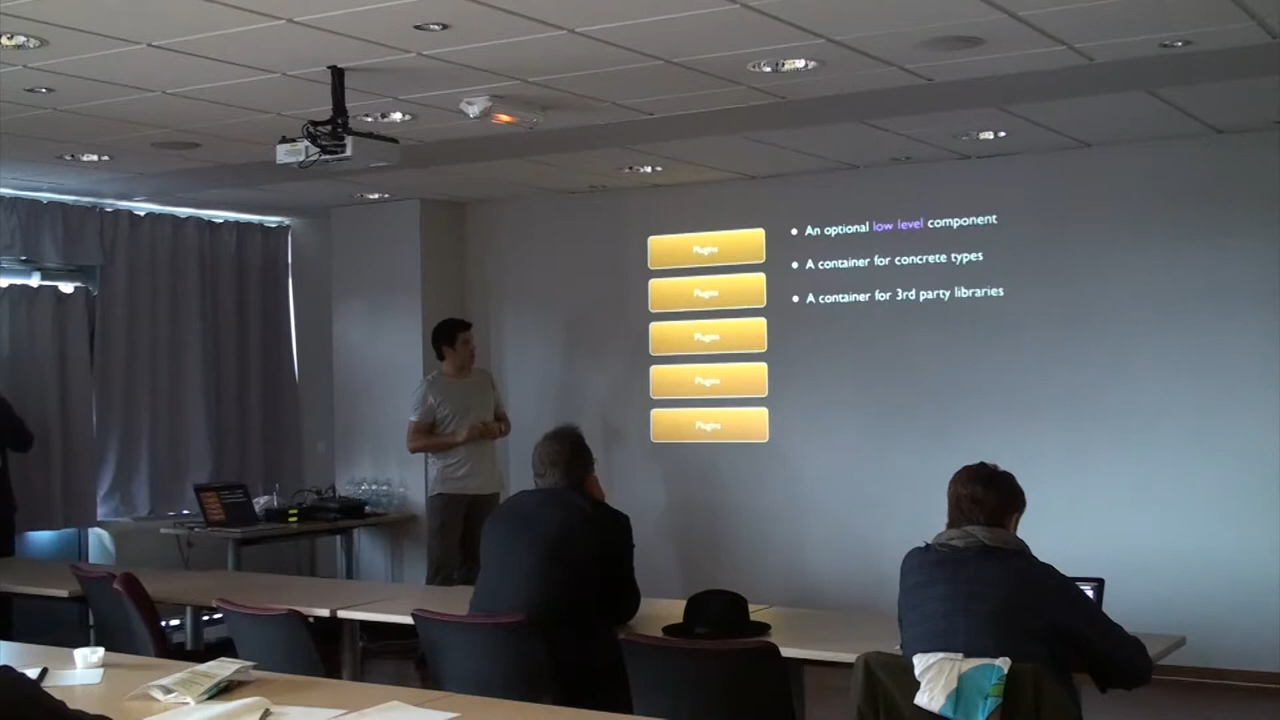 Plugins
Plugins
Plugins
Plugins
Plugins
• An optional low level component
• A container for concrete types
• A container for 3rd party libraries